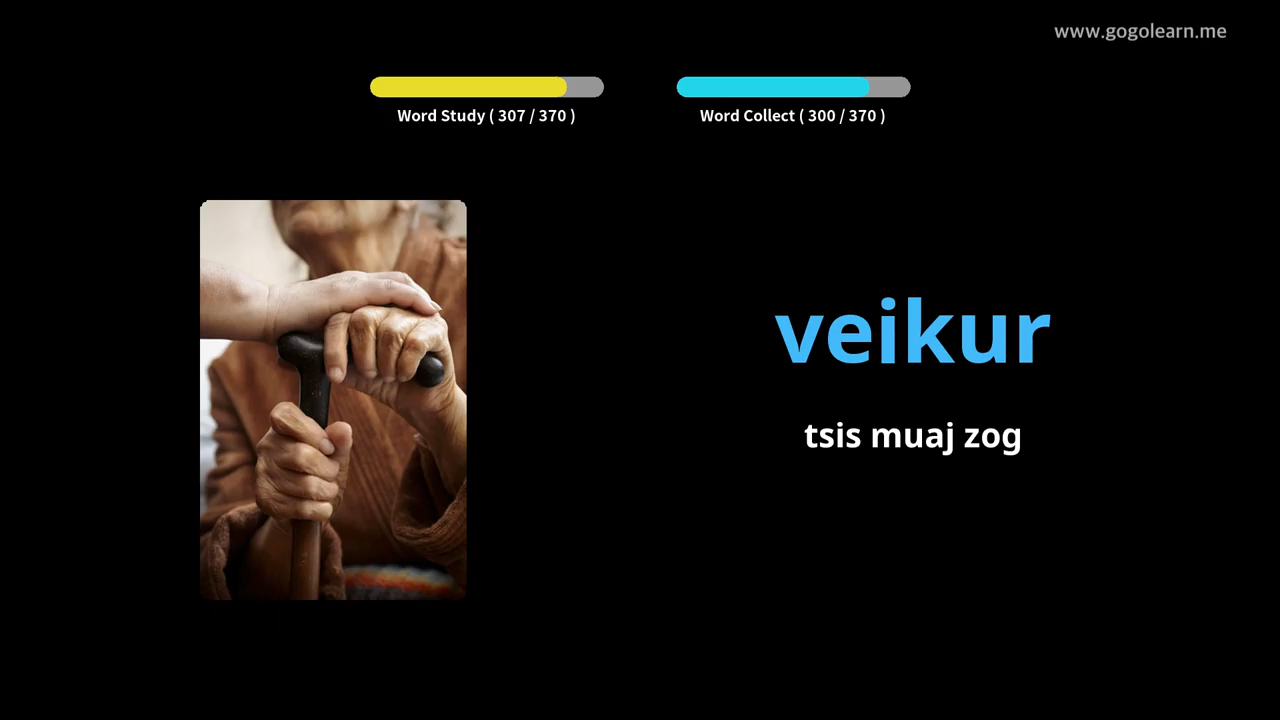 www.gogolearn.me
Word Study ( 307 / 370 )
Word Collect ( 300 / 370 )
veikur
tsis muaj zog